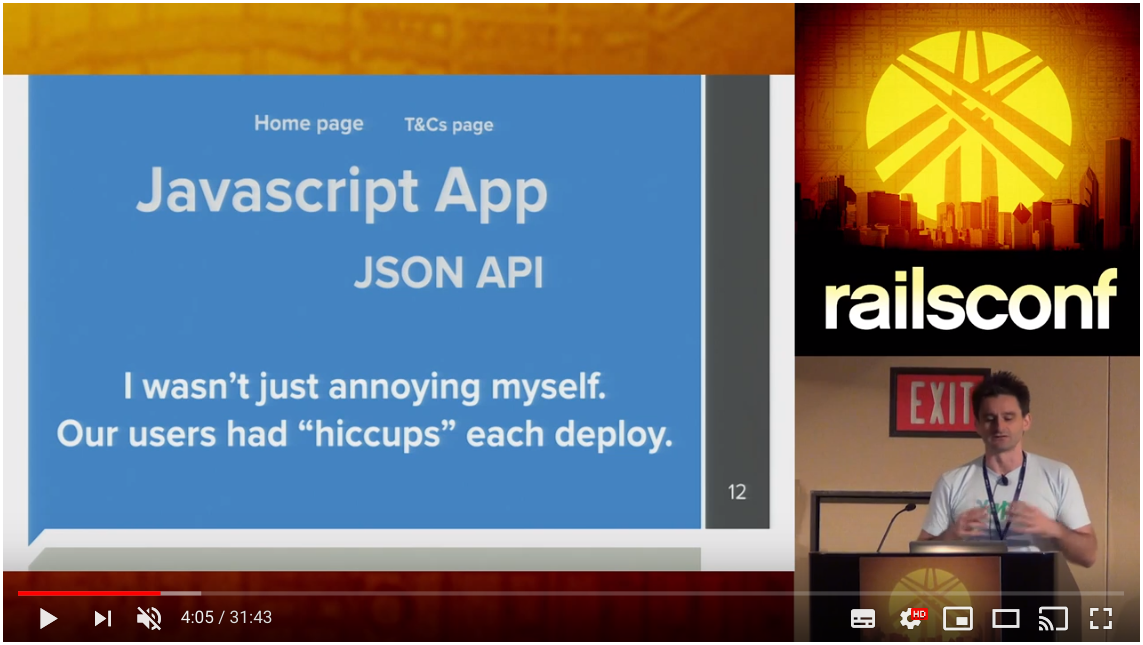 Home page T&Cs page
Javascript App
JSON API
I wasn't just annoying myself.
Our users had “hiccups” each deploy.
12
railsconf
EXIT
4:05 / 31:43
HD